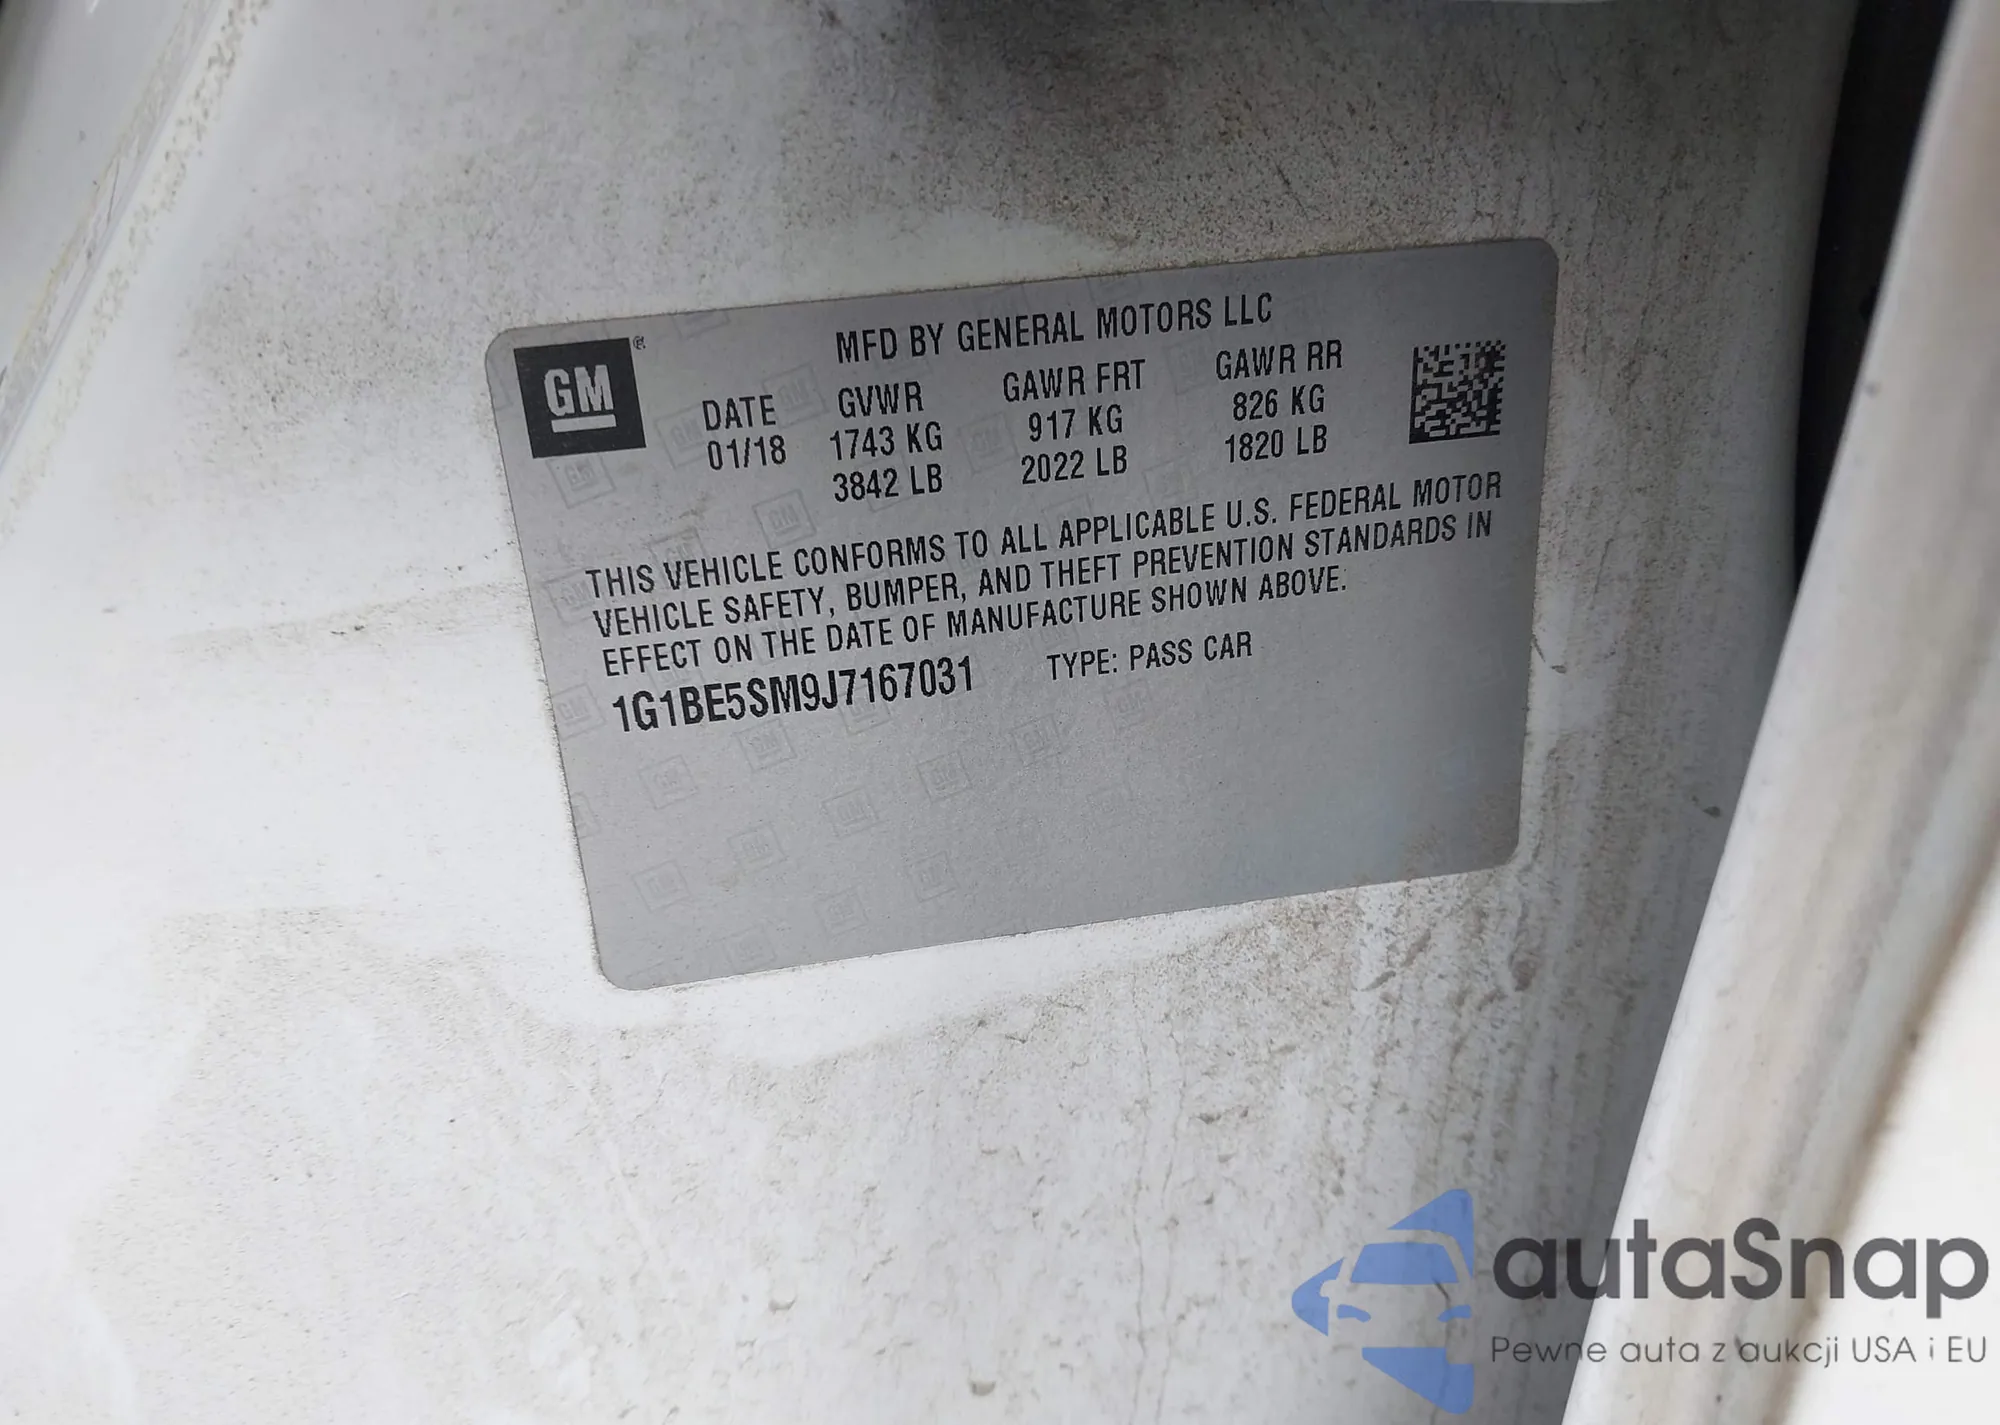 GM
MFD BY GENERAL MOTORS LLC
DATE GVWR GAWR FRT GAWR RR
01/18 1743 KG 917 KG 826 KG
3842 LB 2022 LB 1820 LB
THIS VEHICLE CONFORMS TO ALL APPLICABLE U.S. FEDERAL MOTOR
VEHICLE SAFETY, BUMPER, AND THEFT PREVENTION STANDARDS IN
EFFECT ON THE DATE OF MANUFACTURE SHOWN ABOVE.
1G1BE5SM9J7167031 TYPE: PASS CAR
autaSnap
Pewne auta z aukcji USA i EU